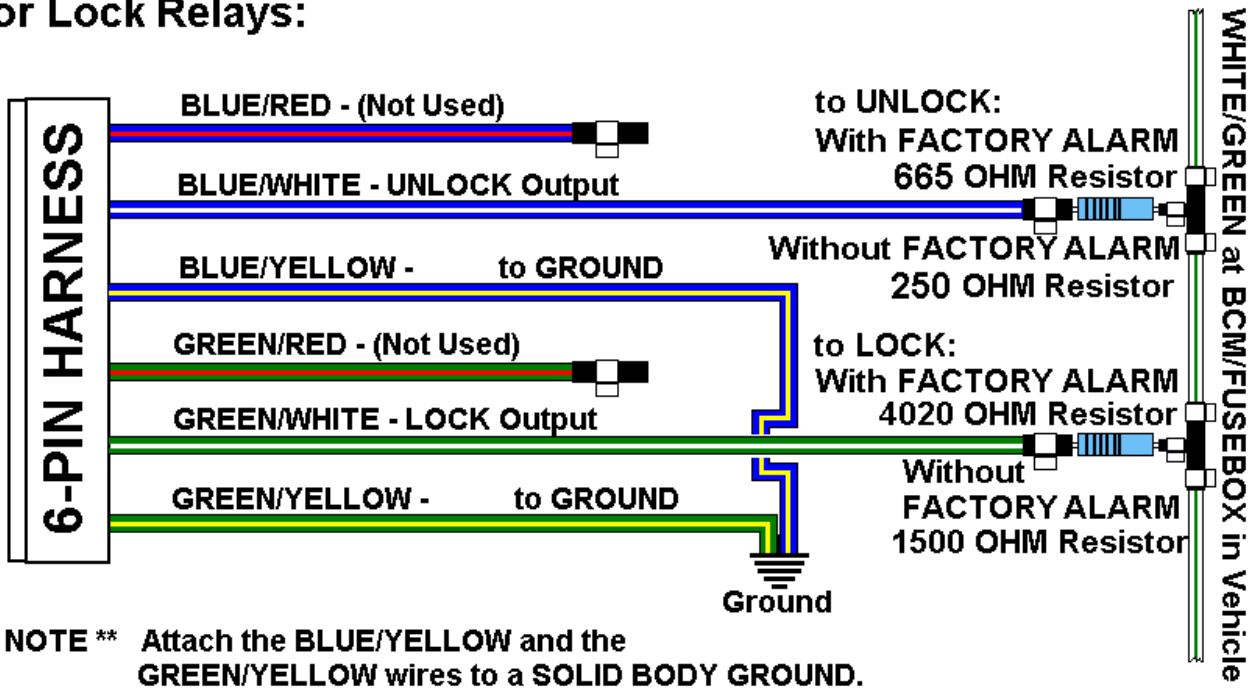 or Lock Relays:
6-PIN HARNESS
BLUE/RED - (Not Used)
BLUE/WHITE - UNLOCK Output
BLUE/YELLOW - to GROUND
GREEN/RED - (Not Used)
GREEN/WHITE - LOCK Output
GREEN/YELLOW - to GROUND
Ground
to UNLOCK:
With FACTORY ALARM
665 OHM Resistor
Without FACTORY ALARM
250 OHM Resistor
to LOCK:
With FACTORY ALARM
4020 OHM Resistor
Without
FACTORY ALARM
1500 OHM Resistor
WHITE/GREEN at BCM/FUSEBOX in Vehicle
NOTE ** Attach the BLUE/YELLOW and the
GREEN/YELLOW wires to a SOLID BODY GROUND.